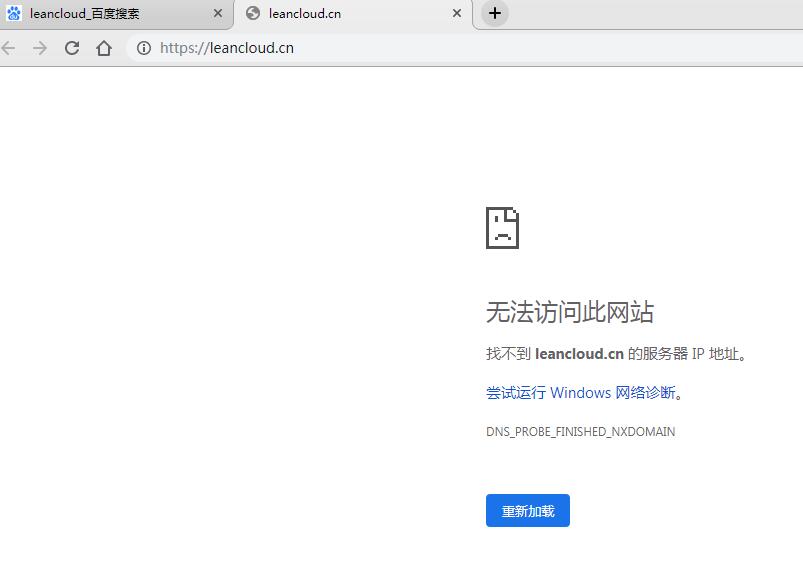 leancloud_百度搜索
leancloud.cn
https://leancloud.cn
无法访问此网站
找不到 leancloud.cn 的服务器 IP 地址。
尝试运行 Windows 网络诊断。
DNS_PROBE_FINISHED_NXDOMAIN
重新加载